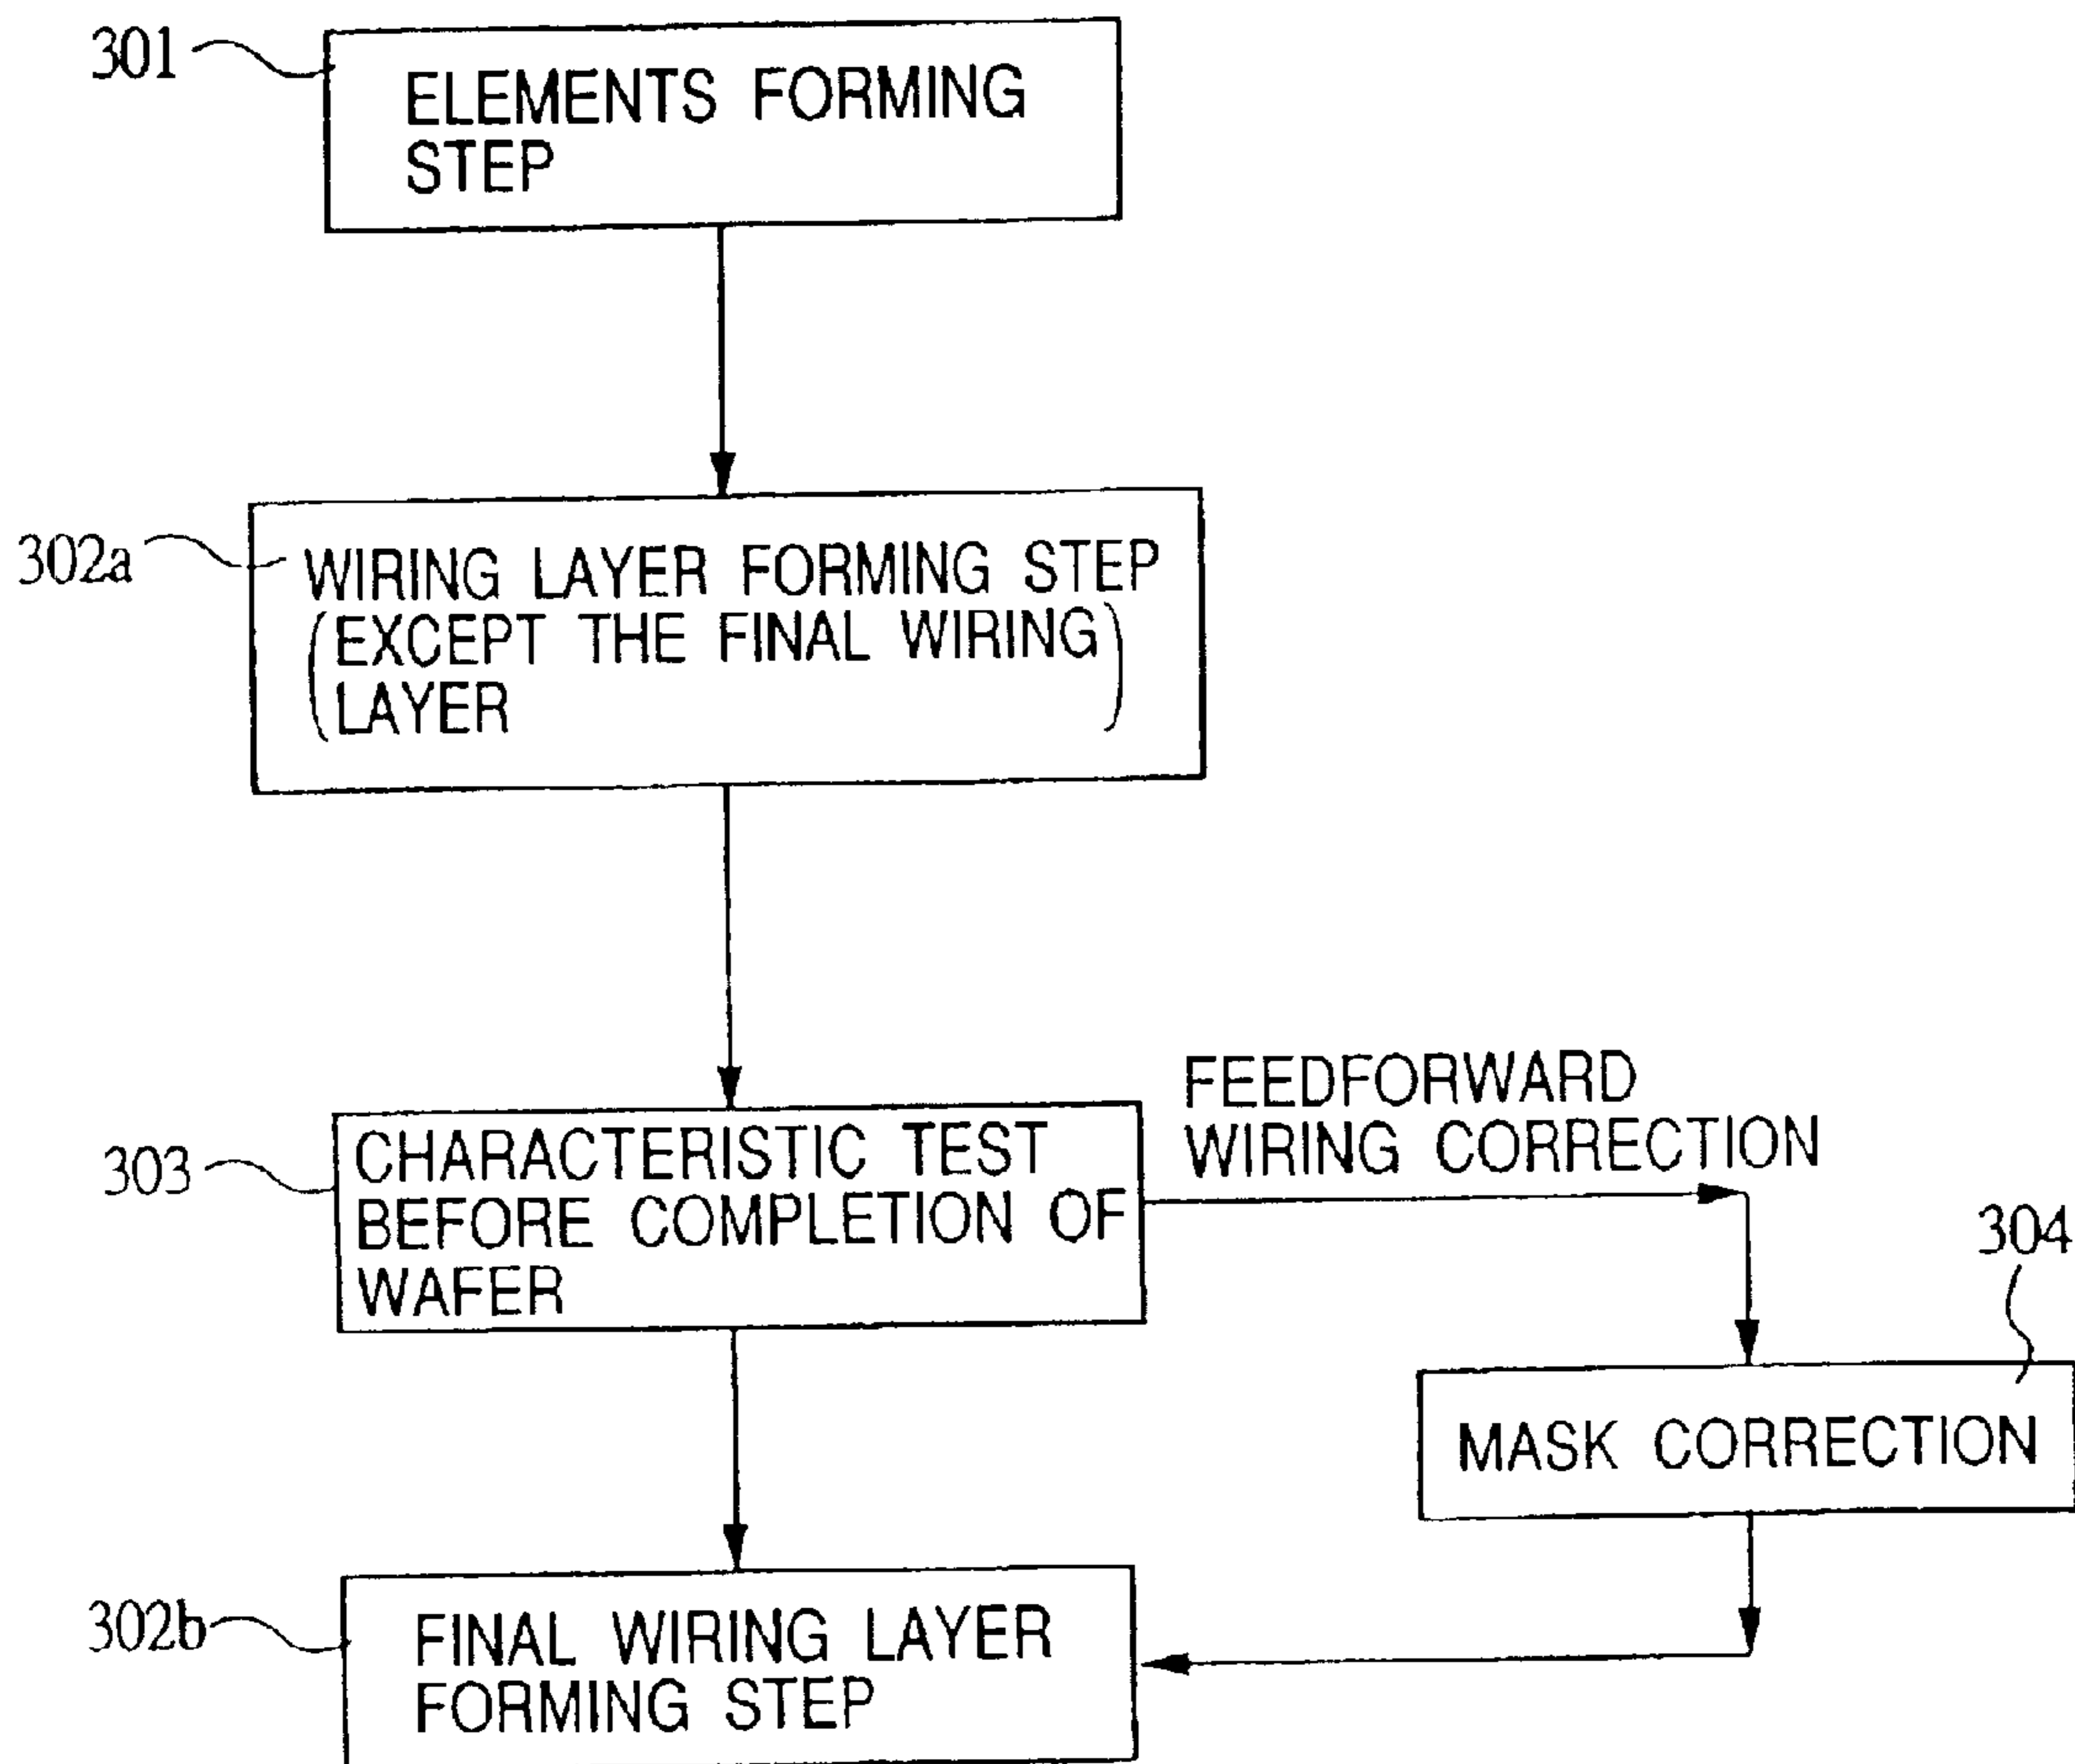 301
ELEMENTS FORMING
STEP
302a
WIRING LAYER FORMING STEP
(EXCEPT THE FINAL WIRING
LAYER)
FEEDFORWARD
WIRING CORRECTION
303
CHARACTERISTIC TEST
BEFORE COMPLETION OF
WAFER
304
MASK CORRECTION
302b
FINAL WIRING LAYER
FORMING STEP